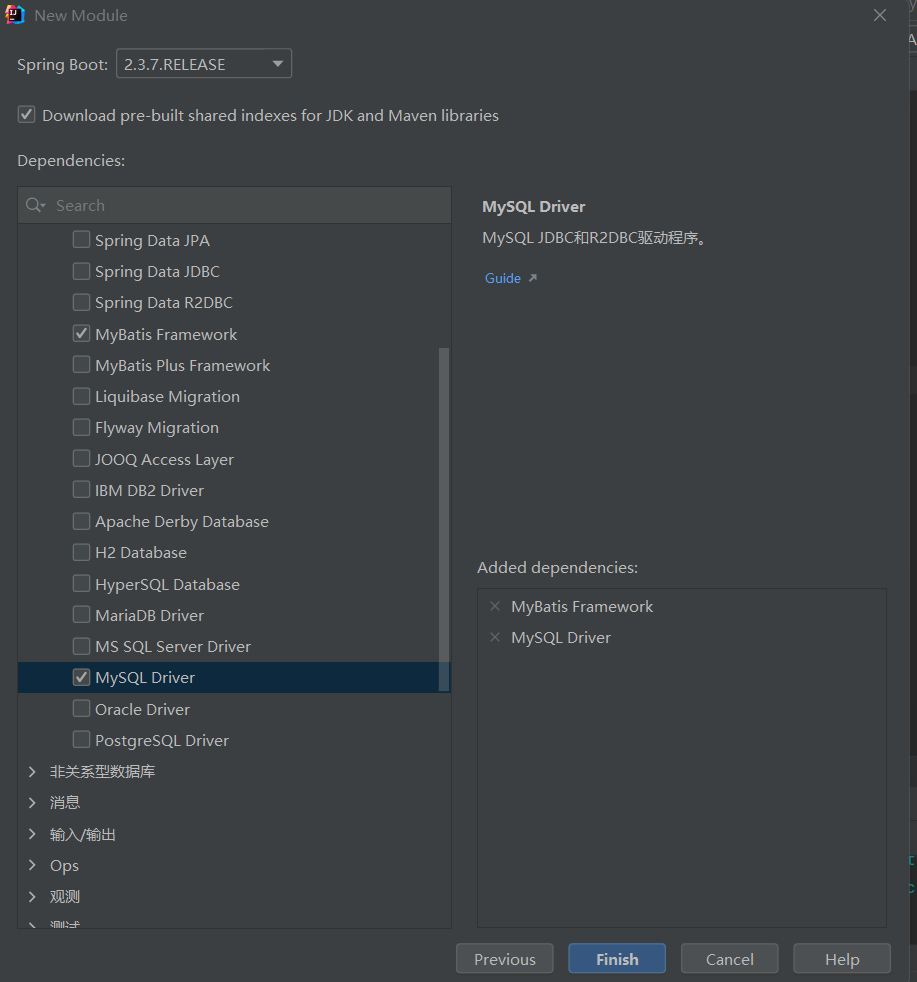 New Module
Spring Boot: 2.3.7.RELEASE
Download pre-built shared indexes for JDK and Maven libraries
Dependencies:
Search
Spring Data JPA
Spring Data JDBC
Spring Data R2DBC
MyBatis Framework
MyBatis Plus Framework
Liquibase Migration
Flyway Migration
JOOQ Access Layer
IBM DB2 Driver
Apache Derby Database
H2 Database
HyperSQL Database
MariaDB Driver
MS SQL Server Driver
MySQL Driver
Oracle Driver
PostgreSQL Driver
非关系型数据库
消息
输入/输出
Ops
观测
测试
MySQL Driver
MySQL JDBC和R2DBC驱动程序。
Guide
Added dependencies:
MyBatis Framework
MySQL Driver
Previous
Finish
Cancel
Help